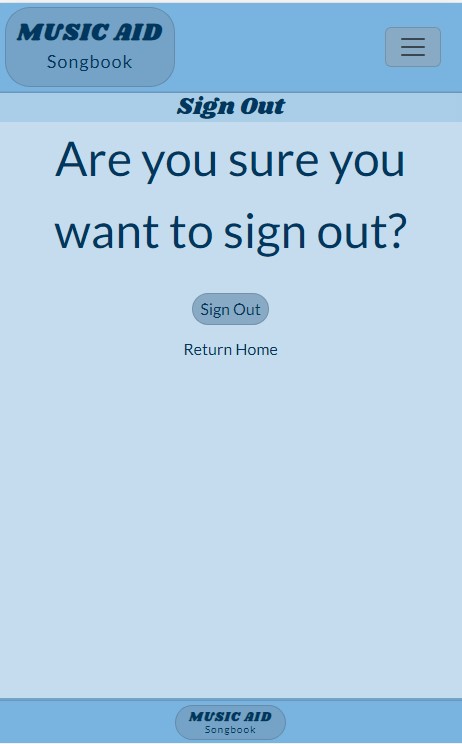 MUSIC AID
Songbook
Sign Out
Are you sure you
want to sign out?
Sign Out
Return Home
MUSIC AID
Songbook